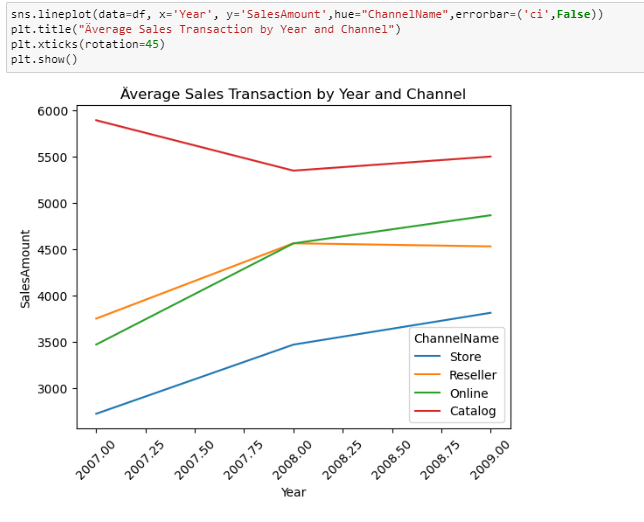 sns.lineplot(data=df, x='Year', y='SalesAmount',hue="ChannelName",errorbar=('ci',False))
plt.title("Äverage Sales Transaction by Year and Channel")
plt.xticks(rotation=45)
plt.show()
Äverage Sales Transaction by Year and Channel
6000
5500
5000
4500
4000
3500
3000
SalesAmount
ChannelName
Store
Reseller
Online
Catalog
2007.00
2007.25
2007.50
2007.75
2008.00
2008.25
2008.50
2008.75
2009.00
Year